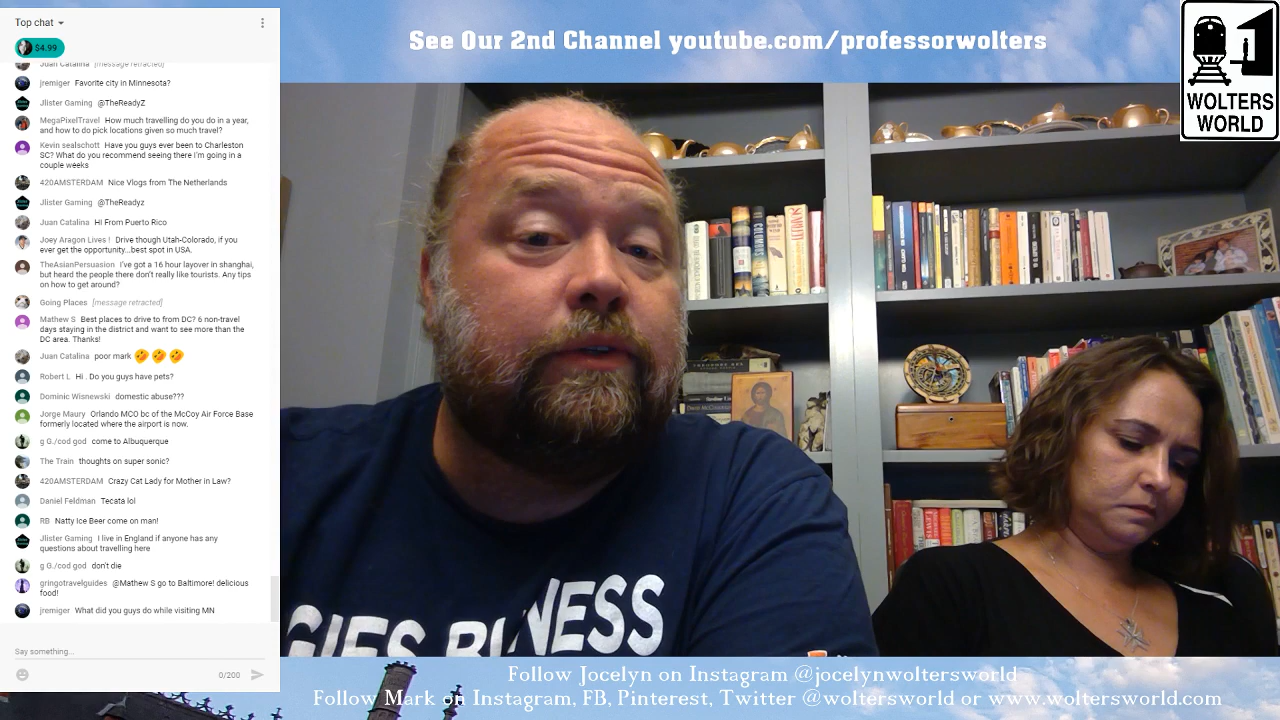 Top chat
$4.99
Juan Catalina [message retracted]
jremiger Favorite city in Minnesota?
Jlister Gaming @TheReadyZ
MegaPixelTravel How much travelling do you do in a year,
and how to do pick locations given so much travel?
Kevin sealschott Have you guys ever been to Charleston
SC? What do you recommend seeing there I'm going in a
couple weeks
420AMSTERDAM Nice Vlogs from The Netherlands
Jlister Gaming @TheReadyz
Juan Catalina HI From Puerto Rico
Joey Aragon Lives ! Drive though Utah-Colorado, if you
ever get the opportunity...best spot in USA.
TheAsianPersuasion I've got a 16 hour layover in shanghai,
but heard the people there don't really like tourists. Any tips
on how to get around?
Going Places [message retracted]
Mathew S Best places to drive to from DC? 6 non-travel
days staying in the district and want to see more than the
DC area. Thanks!
Juan Catalina poor mark
Robert L Hi . Do you guys have pets?
Dominic Wisnewski domestic abuse???
Jorge Maury Orlando MCO bc of the McCoy Air Force Base
formerly located where the airport is now.
g G./cod god come to Albuquerque
The Train thoughts on super sonic?
420AMSTERDAM Crazy Cat Lady for Mother in Law?
Daniel Feldman Tecata lol
RB Natty Ice Beer come on man!
Jlister Gaming I live in England if anyone has any
questions about travelling here
g G./cod god don't die
gringotravelguides @Mathew S go to Baltimore! delicious
food!
jremiger What did you guys do while visiting MN
Say something...
0/200
See Our 2nd Channel youtube.com/professorwolters
WOLTERS
WORLD
COSMOS
GIES BUSINESS
Follow Jocelyn on Instagram @jocelynwoltersworld
Follow Mark on Instagram, FB, Pinterest, Twitter @woltersworld or www.woltersworld.com